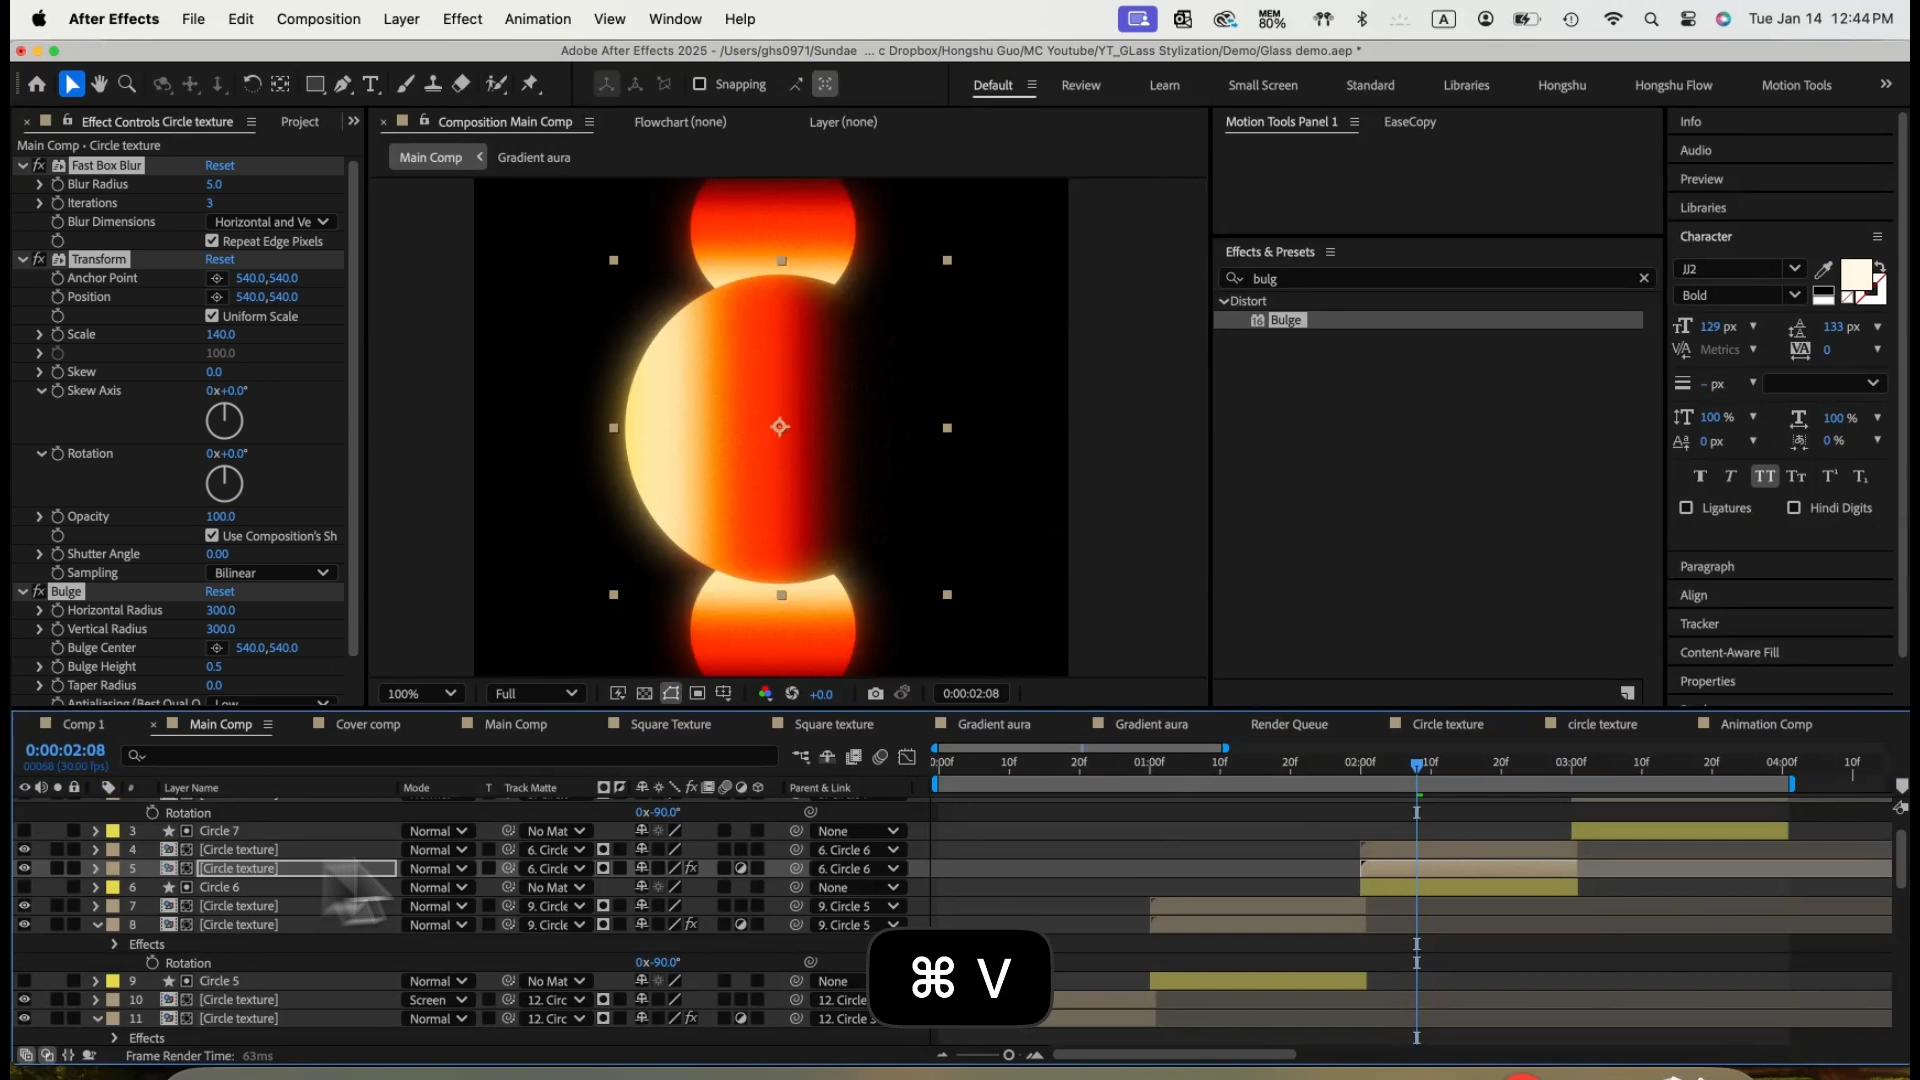 After Effects File Edit Composition Layer Effect Animation View Window Help MEM 80% A Tue Jan 14 12:44 PM
Adobe After Effects 2025 - /Users/ghs0971/Sundae ... c Dropbox/Hongshu Guo/MC Youtube/YT_GLass Stylization/Demo/Glass demo.aep *
Snapping Default Review Learn Small Screen Standard Libraries Hongshu Hongshu Flow Motion Tools
Effect Controls Circle texture Project
Main Comp • Circle texture
fx Fast Box Blur Reset
Blur Radius 5.0
Iterations 3
Blur Dimensions Horizontal and Ve
Repeat Edge Pixels
fx Transform Reset
Anchor Point 540.0,540.0
Position 540.0,540.0
Uniform Scale
Scale 140.0
100.0
Skew 0.0
Skew Axis 0x+0.0°
Rotation 0x+0.0°
Opacity 100.0
Use Composition's Sh
Shutter Angle 0.00
Sampling Bilinear
fx Bulge Reset
Horizontal Radius 300.0
Vertical Radius 300.0
Bulge Center 540.0,540.0
Bulge Height 0.5
Taper Radius 0.0
Composition Main Comp Flowchart (none) Layer (none)
Main Comp Gradient aura
100% Full +0.0 0:00:02:08
Motion Tools Panel 1 EaseCopy
Effects & Presets
bulg
Distort
16 Bulge
Info
Audio
Preview
Libraries
Character
JJ2
Bold
129 px 133 px
Metrics 0
– px
100 % 100 %
0 px 0 %
T T TT Tт T¹ T₁
Ligatures Hindi Digits
Paragraph
Align
Tracker
Content-Aware Fill
Properties
Comp 1 Main Comp Cover comp Main Comp Square Texture Square texture Gradient aura Gradient aura Render Queue Circle texture circle texture Animation Comp
0:00:02:08
00068 (30.00 fps)
# Layer Name Mode T Track Matte fx Parent & Link
0:00f 10f 20f 01:00f 10f 20f 02:00f 10f 20f 03:00f 10f 20f 04:00f 10f
Rotation 0x-90.0°
3 Circle 7 Normal No Mat None
4 [Circle texture] Normal 6. Circle 6. Circle 6
5 [Circle texture] Normal 6. Circle fx 6. Circle 6
6 Circle 6 Normal No Mat None
7 [Circle texture] Normal 9. Circle 9. Circle 5
8 [Circle texture] Normal 9. Circle fx 9. Circle 5
Effects
Rotation 0x-90.0°
9 Circle 5 Normal No Mat None
10 [Circle texture] Screen 12. Circ 12. Circle
11 [Circle texture] Normal 12. Circ fx 12. Circle
Effects
Frame Render Time: 63ms
⌘ V